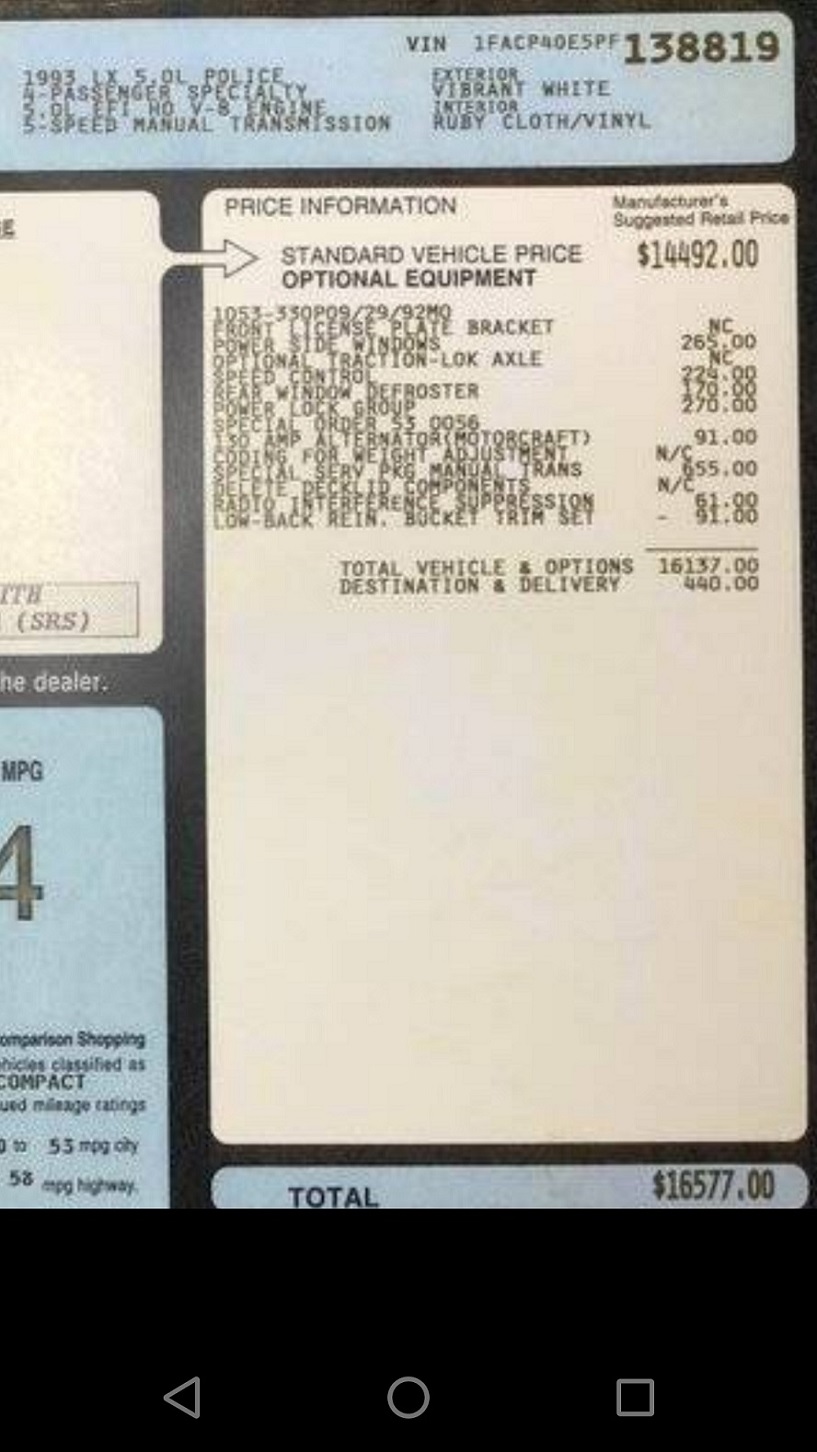 VIN 1FACP40E5PF138819
1993 LX 5.0L POLICE
4-PASSENGER SPECIALTY
5.0L EFI HO V-8 ENGINE
5-SPEED MANUAL TRANSMISSION
EXTERIOR
VIBRANT WHITE
INTERIOR
RUBY CLOTH/VINYL
PRICE INFORMATION
Manufacturer's
Suggested Retail Price
STANDARD VEHICLE PRICE $14492.00
OPTIONAL EQUIPMENT
1053-330P09/29/92MQ
FRONT LICENSE PLATE BRACKET NC
POWER SIDE WINDOWS 265.00
OPTIONAL TRACTION-LOK AXLE NC
SPEED CONTROL 224.00
REAR WINDOW DEFROSTER 170.00
POWER LOCK GROUP 270.00
SPECIAL ORDER 53 0056
130 AMP ALTERNATOR(MOTORCRAFT) 91.00
CODING FOR WEIGHT ADJUSTMENT N/C
SPECIAL SERV PKG MANUAL TRANS 655.00
DELETE DECKLID COMPONENTS N/C
RADIO INTERFERENCE SUPPRESSION 61.00
LOW-BACK REIN. BUCKET TRIM SET - 91.00
TOTAL VEHICLE & OPTIONS 16137.00
DESTINATION & DELIVERY 440.00
ITH
(SRS)
he dealer.
MPG
4
omparison Shopping
hicles classified as
COMPACT
ued mileage ratings
0 to 53 mpg city
58 mpg highway.
TOTAL $16577.00